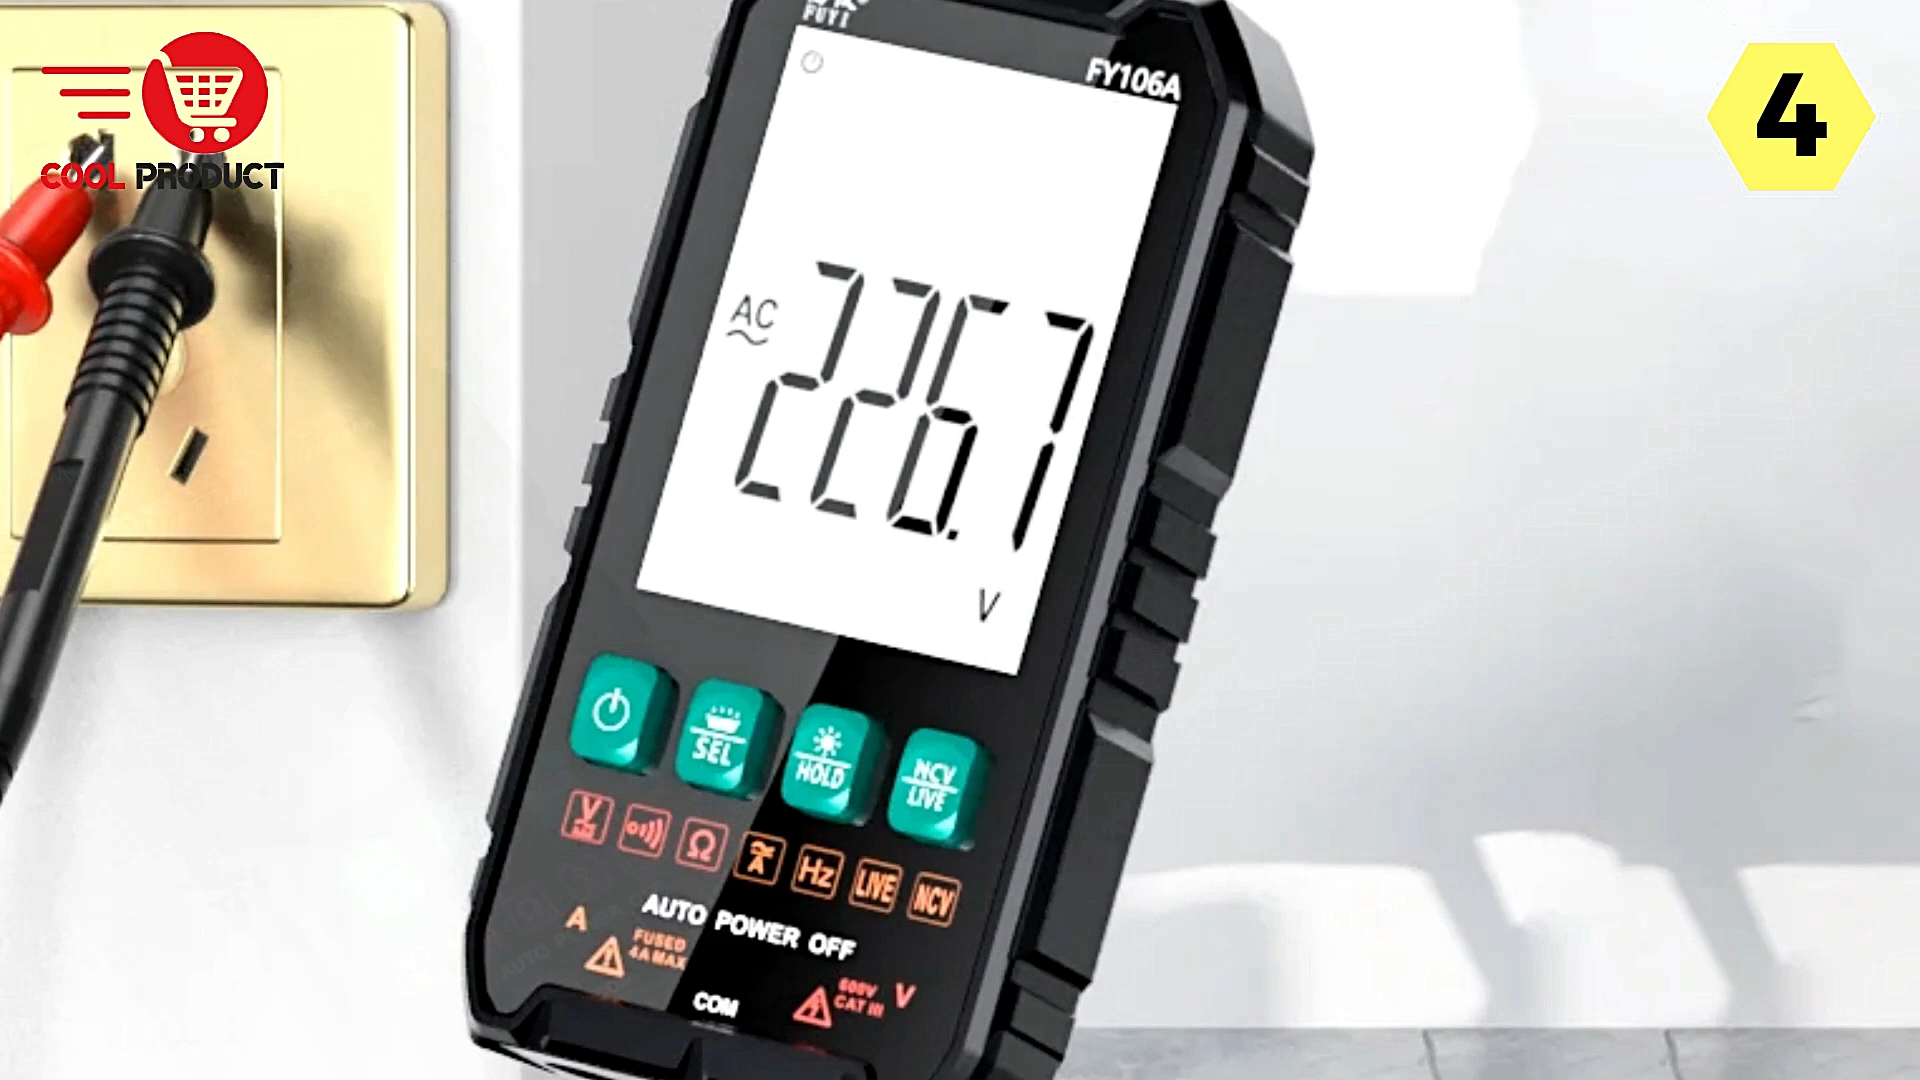 FUYI
FY106A
4
COOL PRODUCT
AC
226.7
V
SEL
HOLD
NCV
LIVE
V
Ω
A
Hz
LIVE
NCV
AUTO POWER OFF
A
FUSED
4A MAX
COM
600V
CAT III
V